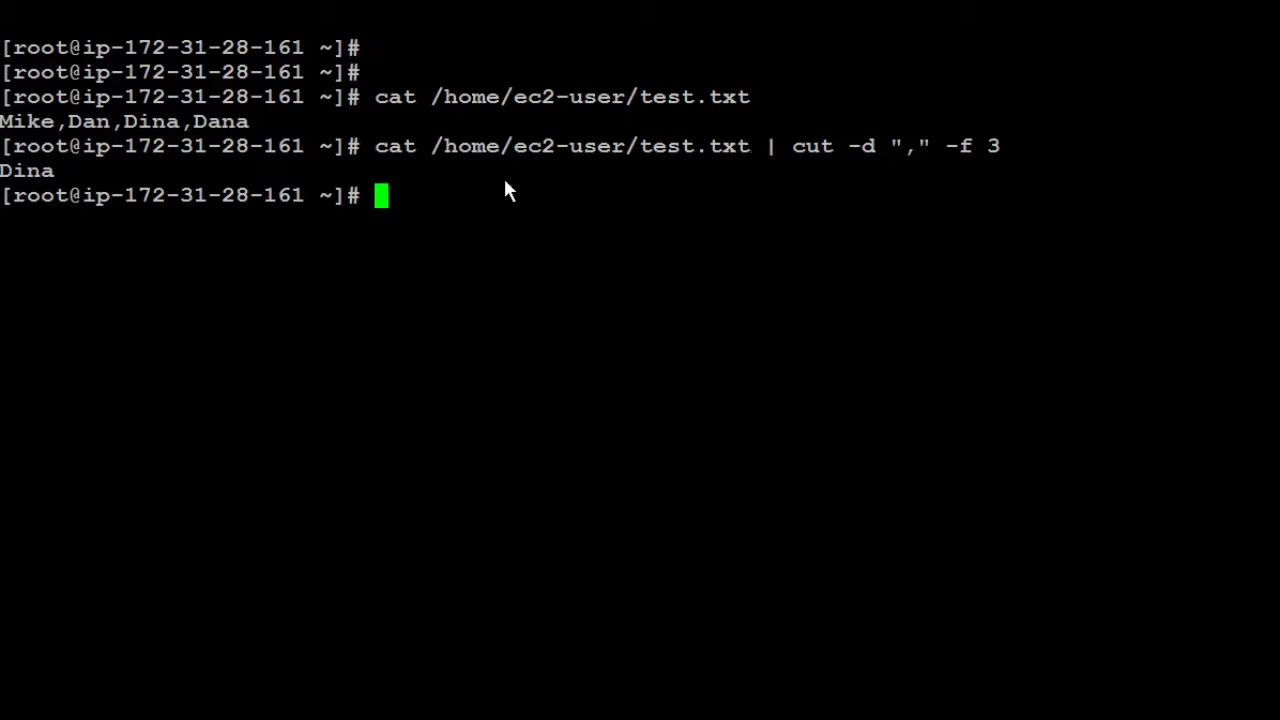 [root@ip-172-31-28-161 ~]#
[root@ip-172-31-28-161 ~]#
[root@ip-172-31-28-161 ~]# cat /home/ec2-user/test.txt
Mike,Dan,Dina,Dana
[root@ip-172-31-28-161 ~]# cat /home/ec2-user/test.txt | cut -d "," -f 3
Dina
[root@ip-172-31-28-161 ~]#